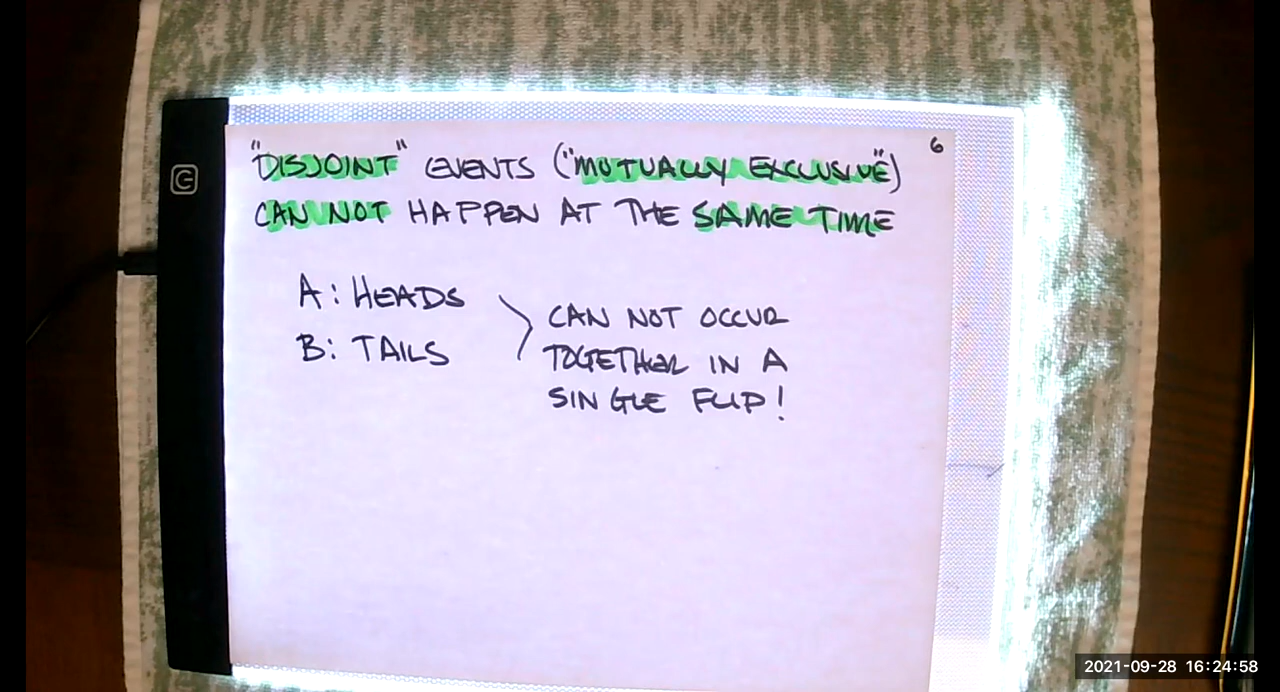 6
"DISJOINT" EVENTS ("MUTUALLY EXCLUSIVE")
CAN NOT HAPPEN AT THE SAME TIME
A: HEADS
B: TAILS
CAN NOT OCCUR
TOGETHER IN A
SINGLE FLIP!
2021-09-28 16:24:58